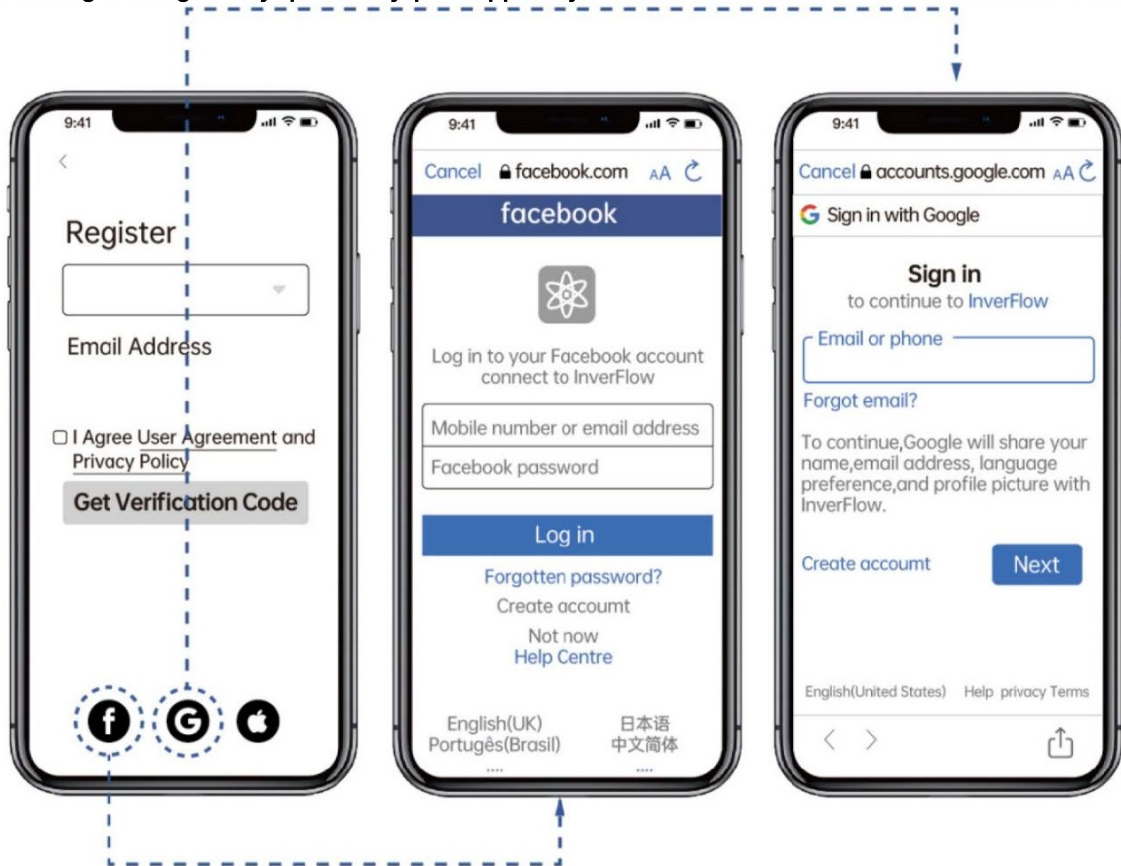 9:41
Register
Email Address
I Agree User Agreement and
Privacy Policy
Get Verification Code
f G
9:41
Cancel facebook.com AA
facebook
Log in to your Facebook account
connect to InverFlow
Mobile number or email address
Facebook password
Log in
Forgotten password?
Create accoumt
Not now
Help Centre
English(UK) 日本语
Portugês(Brasil) 中文简体
.... ....
9:41
Cancel accounts.google.com AA
G Sign in with Google
Sign in
to continue to InverFlow
Email or phone
Forgot email?
To continue,Google will share your
name,email address, language
preference,and profile picture with
InverFlow.
Create accoumt Next
English(United States) Help privacy Terms